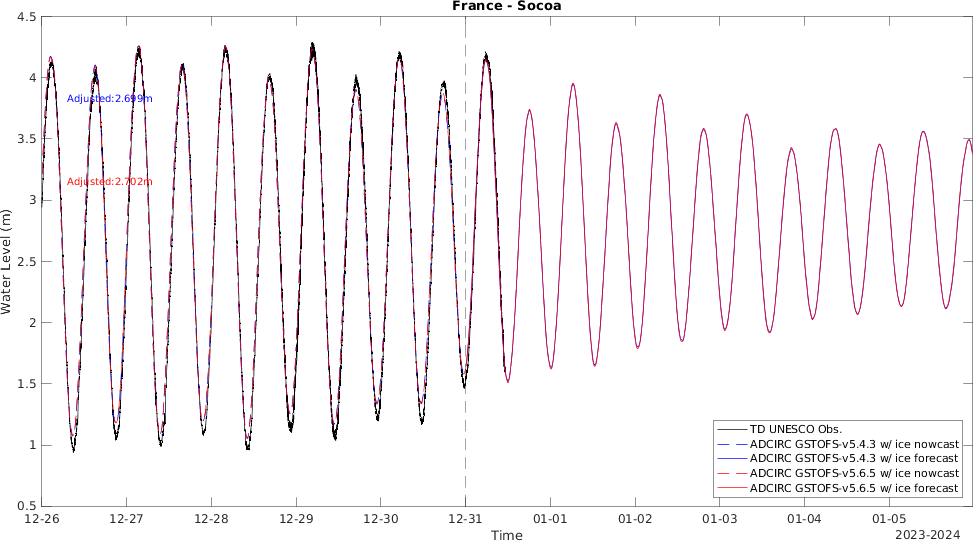 France - Socoa
4.5
4
3.5
3
2.5
2
1.5
1
0.5
Water Level (m)
Adjusted:2.699m
Adjusted:2.702m
TD UNESCO Obs.
ADCIRC GSTOFS-v5.4.3 w/ ice nowcast
ADCIRC GSTOFS-v5.4.3 w/ ice forecast
ADCIRC GSTOFS-v5.6.5 w/ ice nowcast
ADCIRC GSTOFS-v5.6.5 w/ ice forecast
12-26 12-27 12-28 12-29 12-30 12-31 01-01 01-02 01-03 01-04 01-05
Time
2023-2024